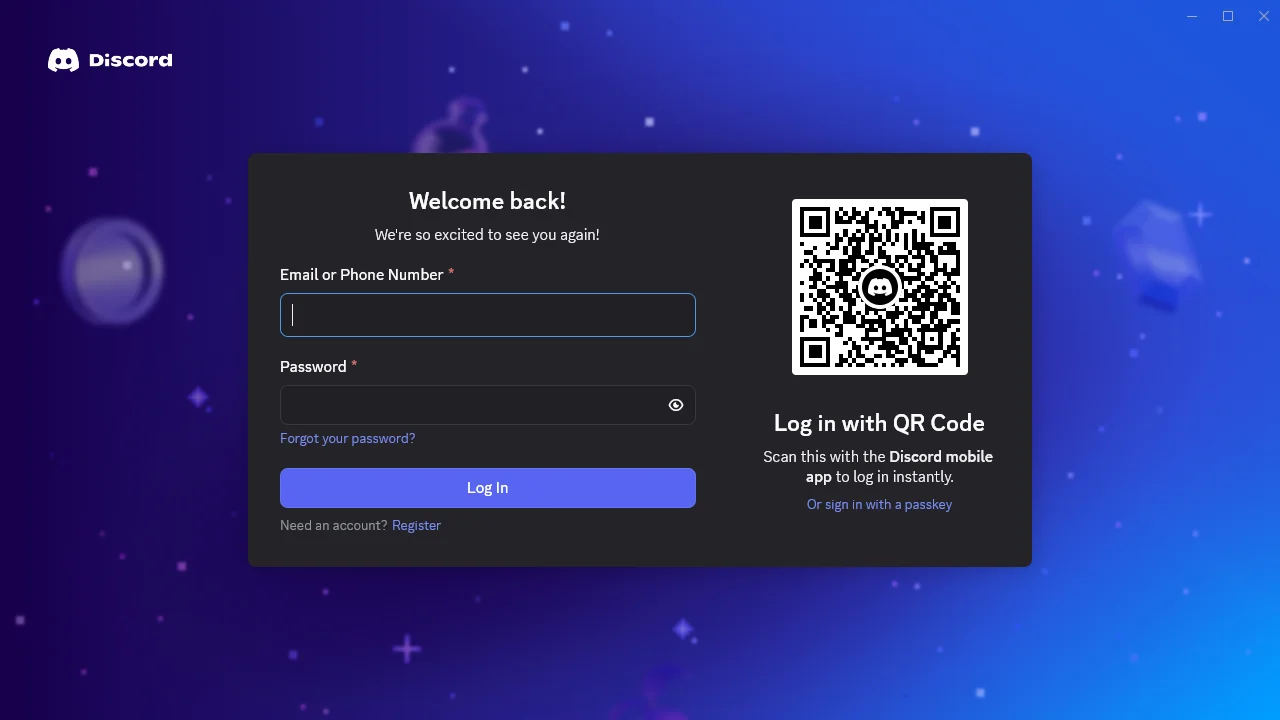 Discord
Welcome back!
We're so excited to see you again!
Email or Phone Number *
Password *
Forgot your password?
Log In
Need an account? Register
Log in with QR Code
Scan this with the Discord mobile
app to log in instantly.
Or sign in with a passkey